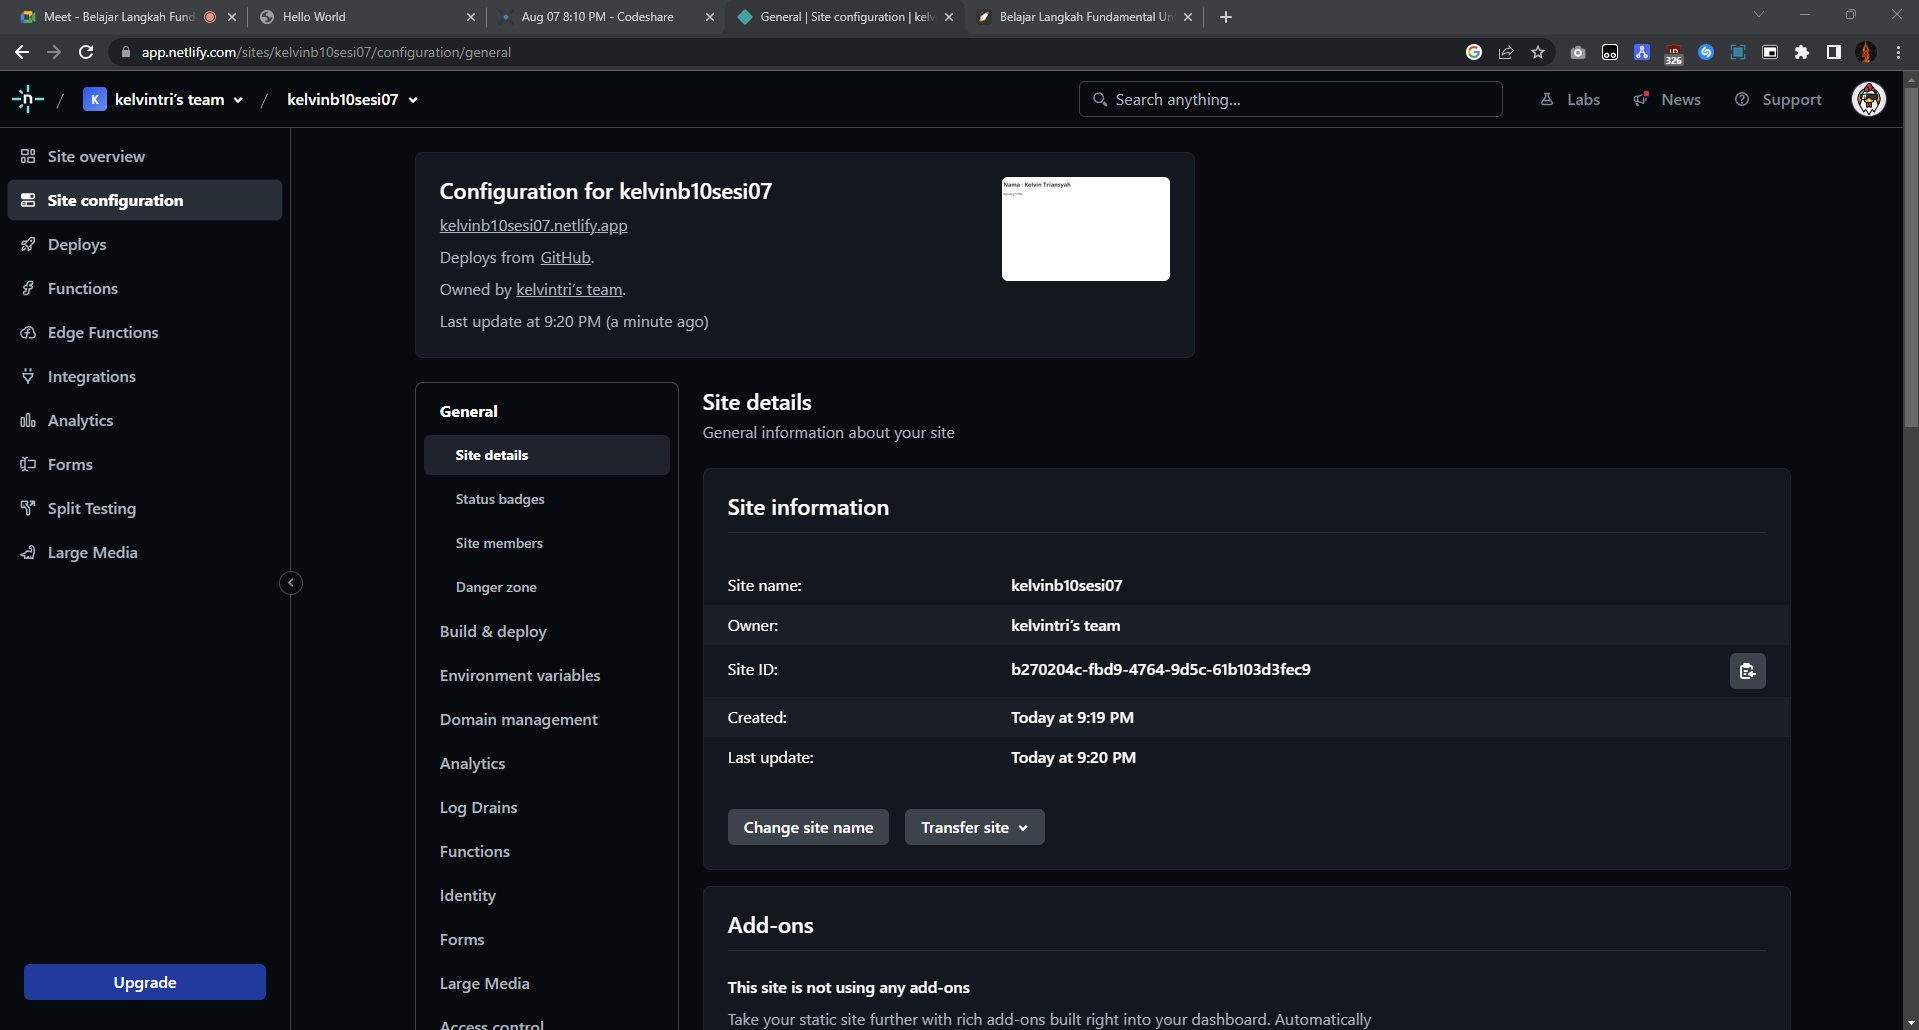 Meet - Belajar Langkah Fund
Hello World
Aug 07 8:10 PM - Codeshare
General | Site configuration | kelv
Belajar Langkah Fundamental Un
app.netlify.com/sites/kelvinb10sesi07/configuration/general
326
K kelvintri's team / kelvinb10sesi07
Search anything...
Labs
News
Support
Site overview
Site configuration
Deploys
Functions
Edge Functions
Integrations
Analytics
Forms
Split Testing
Large Media
Upgrade
Configuration for kelvinb10sesi07
kelvinb10sesi07.netlify.app
Deploys from GitHub.
Owned by kelvintri's team.
Last update at 9:20 PM (a minute ago)
Nama : Kelvin Triansyah
General
Site details
Status badges
Site members
Danger zone
Build & deploy
Environment variables
Domain management
Analytics
Log Drains
Functions
Identity
Forms
Large Media
Access control
Site details
General information about your site
Site information
Site name: kelvinb10sesi07
Owner: kelvintri's team
Site ID: b270204c-fbd9-4764-9d5c-61b103d3fec9
Created: Today at 9:19 PM
Last update: Today at 9:20 PM
Change site name
Transfer site
Add-ons
This site is not using any add-ons
Take your static site further with rich add-ons built right into your dashboard. Automatically